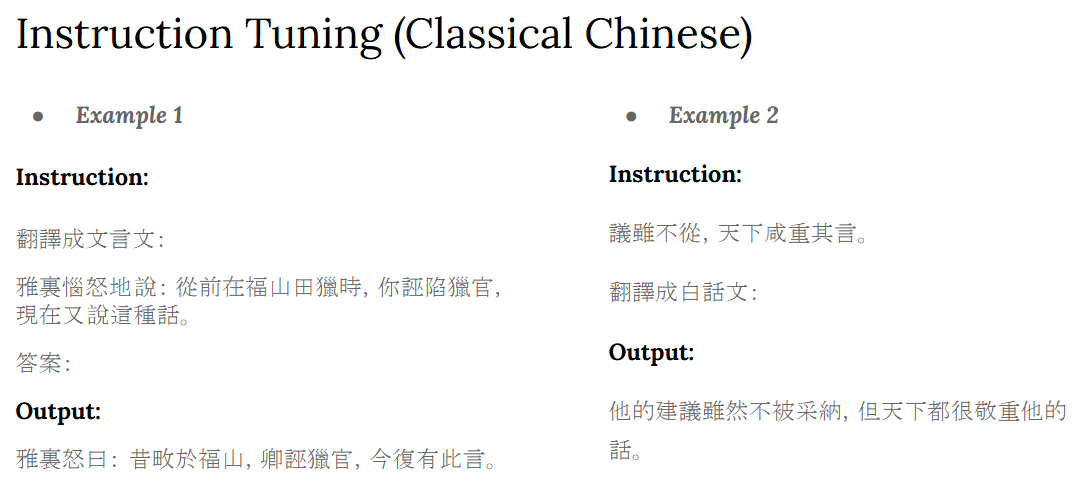 Instruction Tuning (Classical Chinese)
● Example 1
Instruction:
翻譯成文言文：
雅裏惱怒地說：從前在福山田獵時，你誣陷獵官，
現在又說這種話。
答案：
Output:
雅裏怒曰：昔畋於福山，卿誣獵官，今復有此言。
● Example 2
Instruction:
議雖不從，天下咸重其言。
翻譯成白話文：
Output:
他的建議雖然不被采納，但天下都很敬重他的
話。